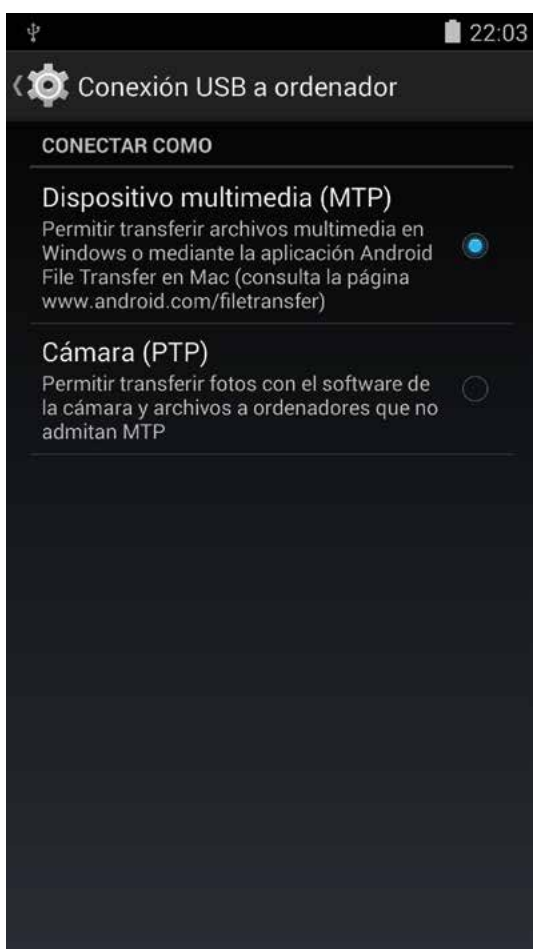 22:03
Conexión USB a ordenador
CONECTAR COMO
Dispositivo multimedia (MTP)
Permitir transferir archivos multimedia en
Windows o mediante la aplicación Android
File Transfer en Mac (consulta la página
www.android.com/filetransfer)
Cámara (PTP)
Permitir transferir fotos con el software de
la cámara y archivos a ordenadores que no
admitan MTP